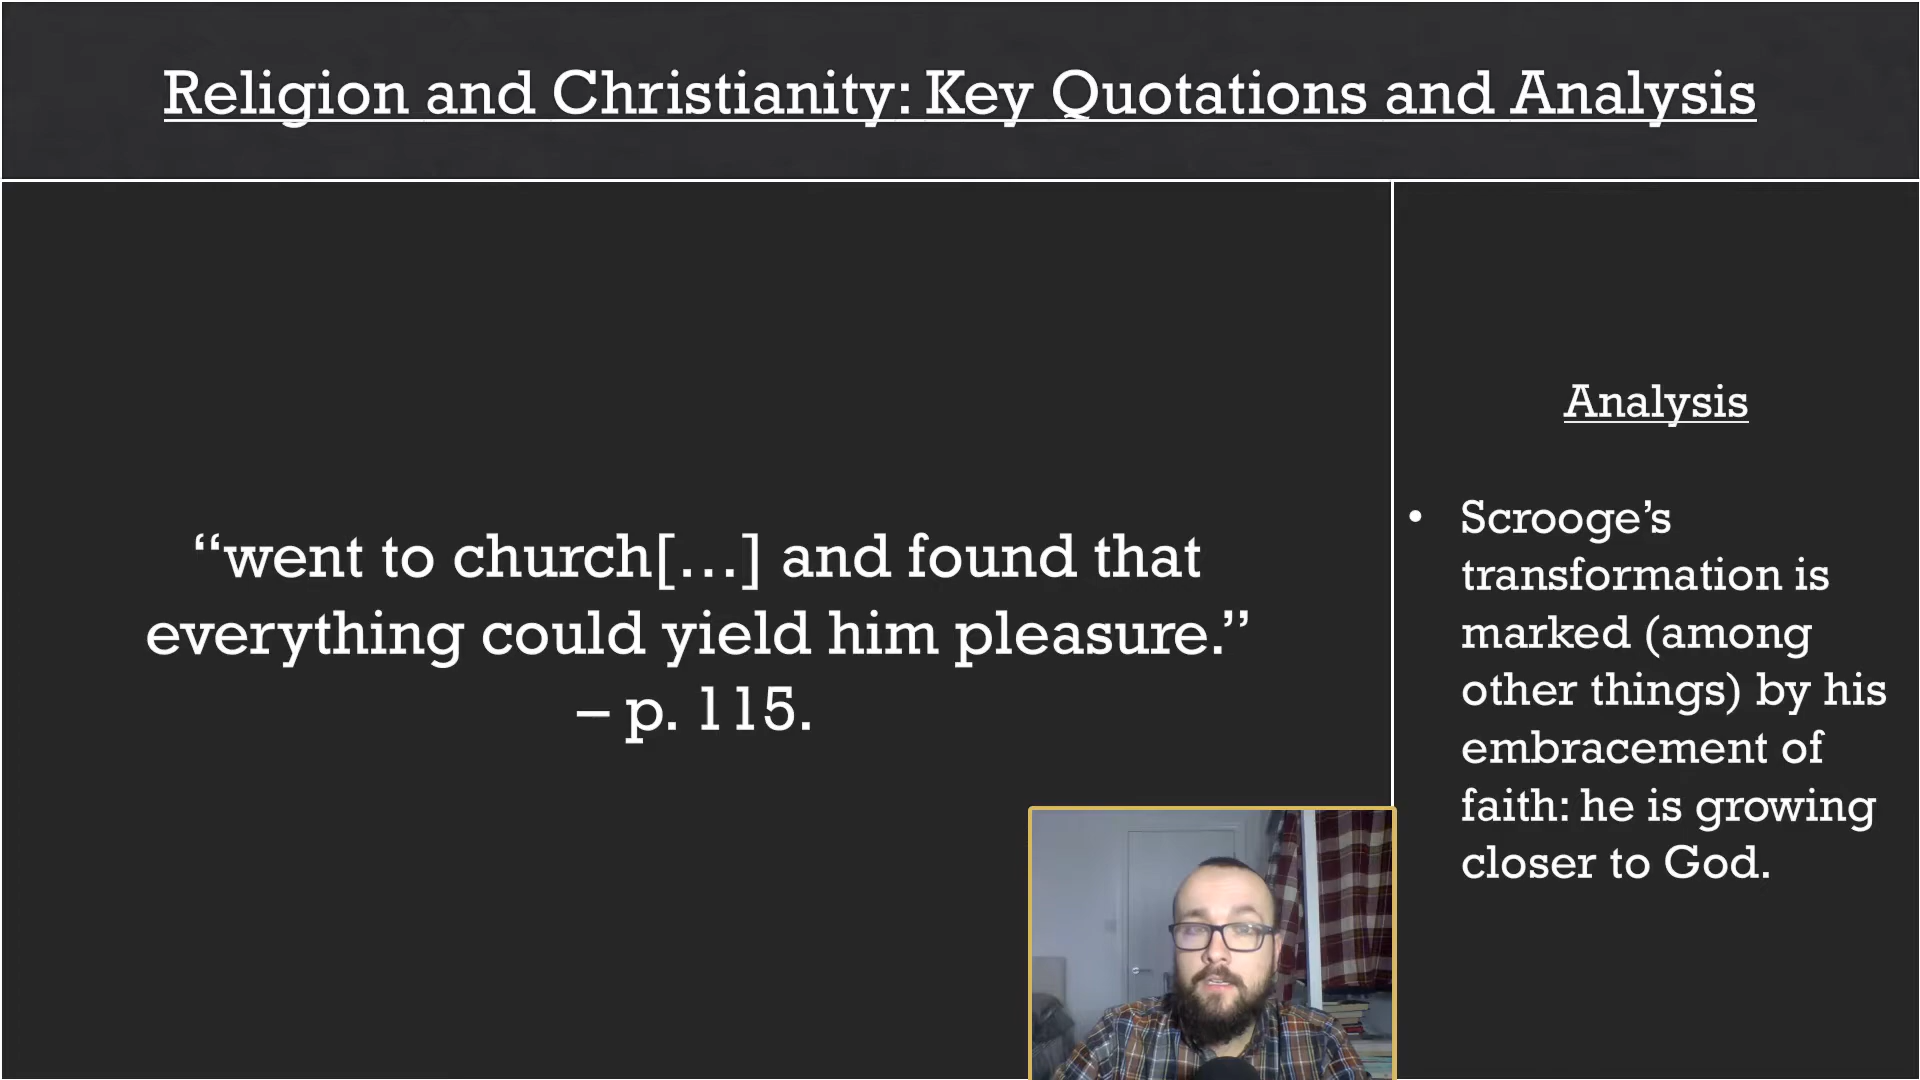 Religion and Christianity: Key Quotations and Analysis
“went to church[…] and found that
everything could yield him pleasure.”
– p. 115.
Analysis
• Scrooge’s
transformation is
marked (among
other things) by his
embracement of
faith: he is growing
closer to God.